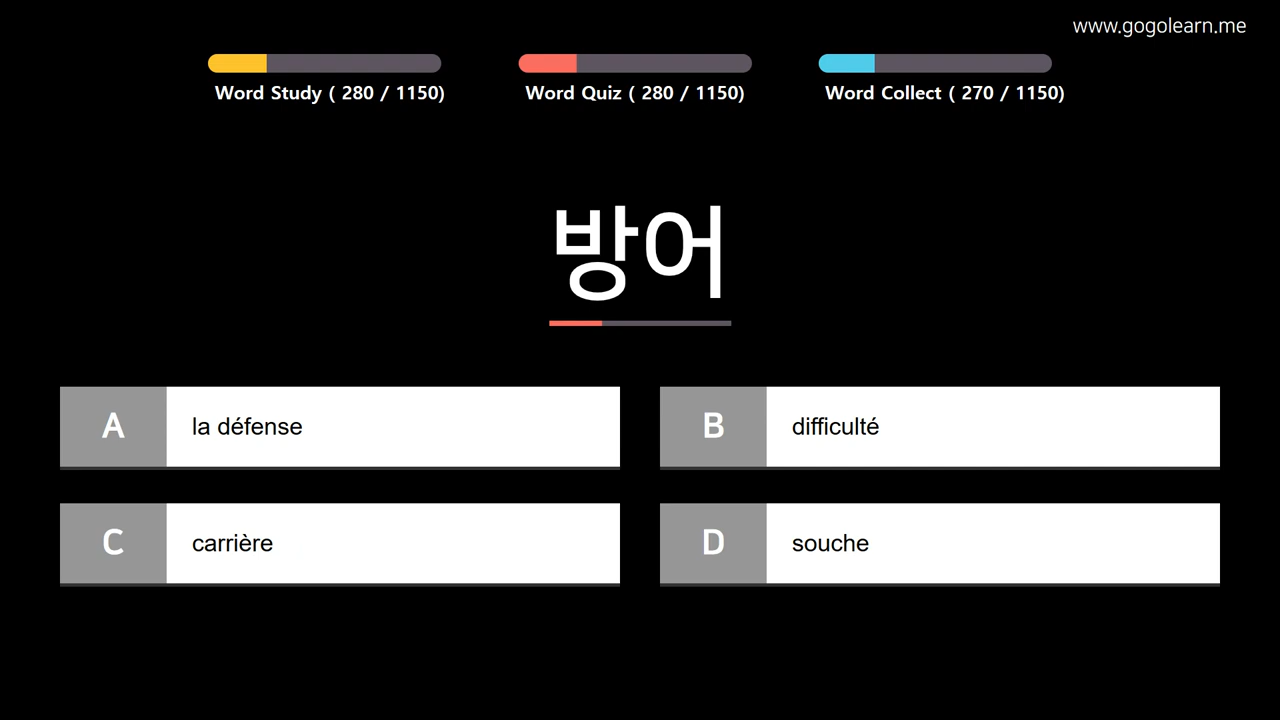 www.gogolearn.me
Word Study ( 280 / 1150)
Word Quiz ( 280 / 1150)
Word Collect ( 270 / 1150)
방어
A la défense
B difficulté
C carrière
D souche